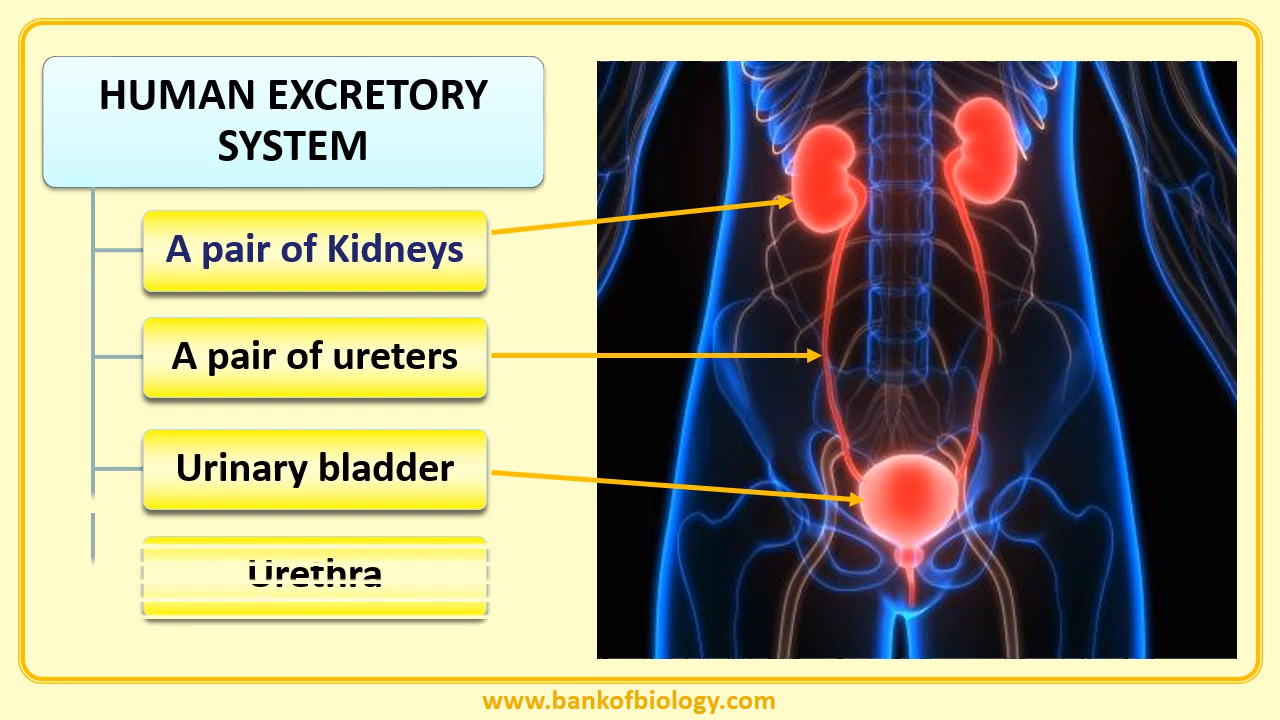 HUMAN EXCRETORY
SYSTEM
A pair of Kidneys
A pair of ureters
Urinary bladder
Urethra
www.bankofbiology.com